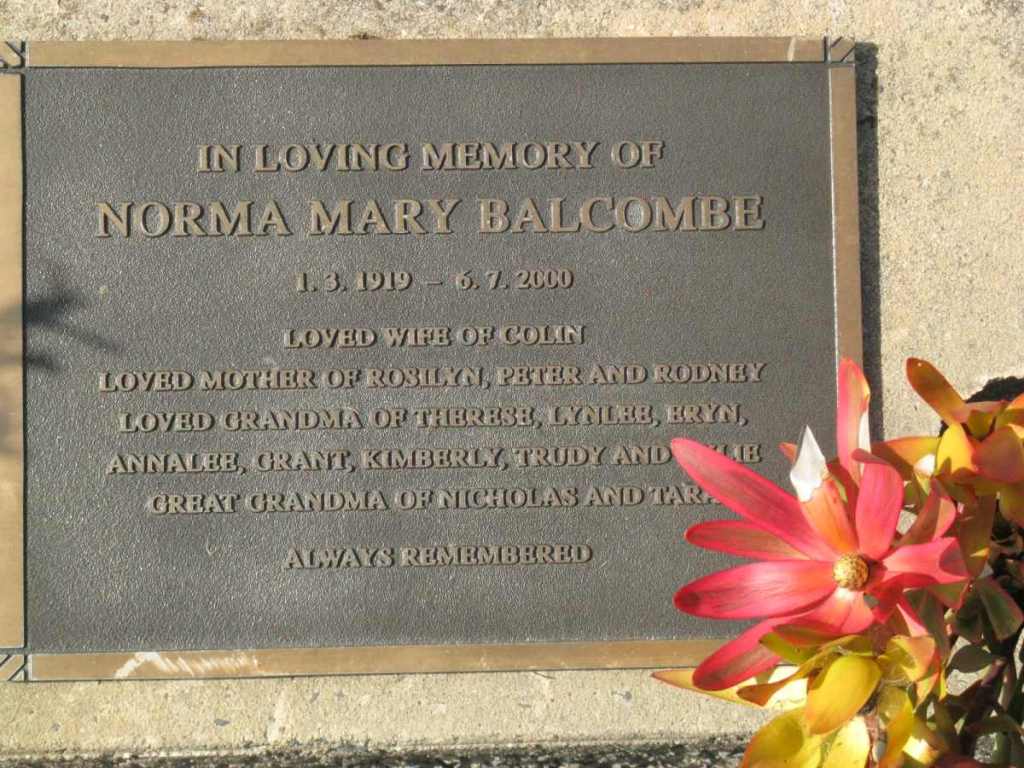 IN LOVING MEMORY OF
NORMA MARY BALCOMBE
1. 3. 1919 – 6. 7. 2000
LOVED WIFE OF COLIN
LOVED MOTHER OF ROSILYN, PETER AND RODNEY
LOVED GRANDMA OF THERESE, LYNLEE, ERYN,
ANNALEE, GRANT, KIMBERLY, TRUDY AND
GREAT GRANDMA OF NICHOLAS AND
ALWAYS REMEMBERED